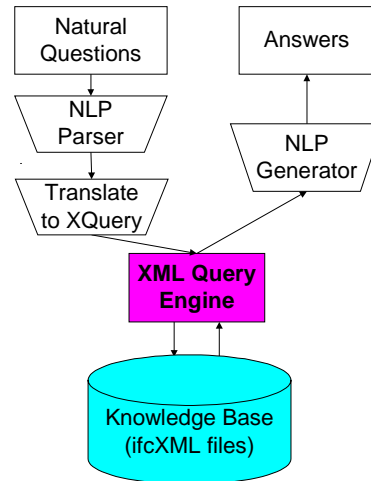 Natural
Questions
Answers
NLP
Parser
NLP
Generator
Translate
to XQuery
XML Query
Engine
Knowledge Base
(ifcXML files)